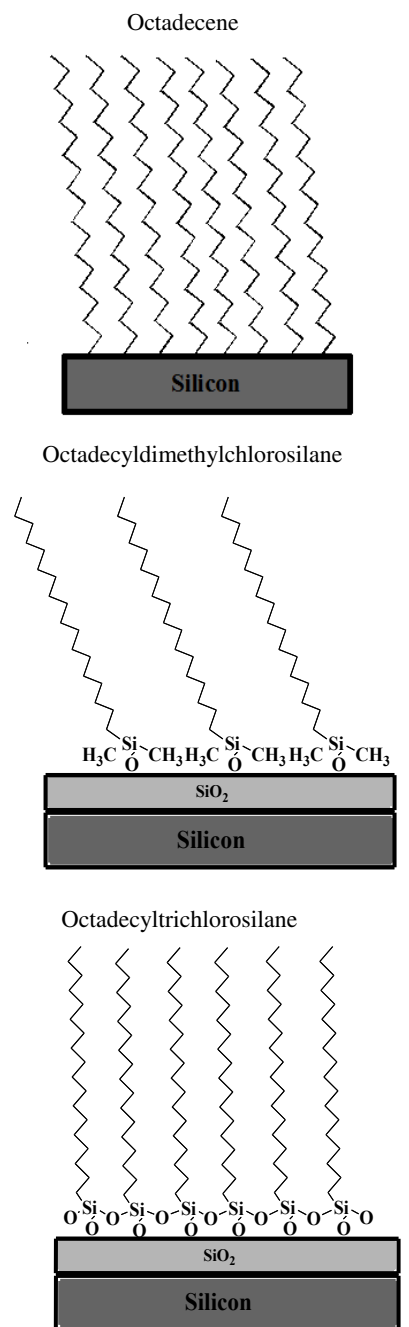 Octadecene
Silicon
Octadecyldimethylchlorosilane
Si Si Si
H₃C CH₃ H₃C CH₃ H₃C CH₃
O O O
SiO₂
Silicon
Octadecyltrichlorosilane
Si Si Si Si Si Si
O O O O O O O
O O O O O O
SiO₂
Silicon